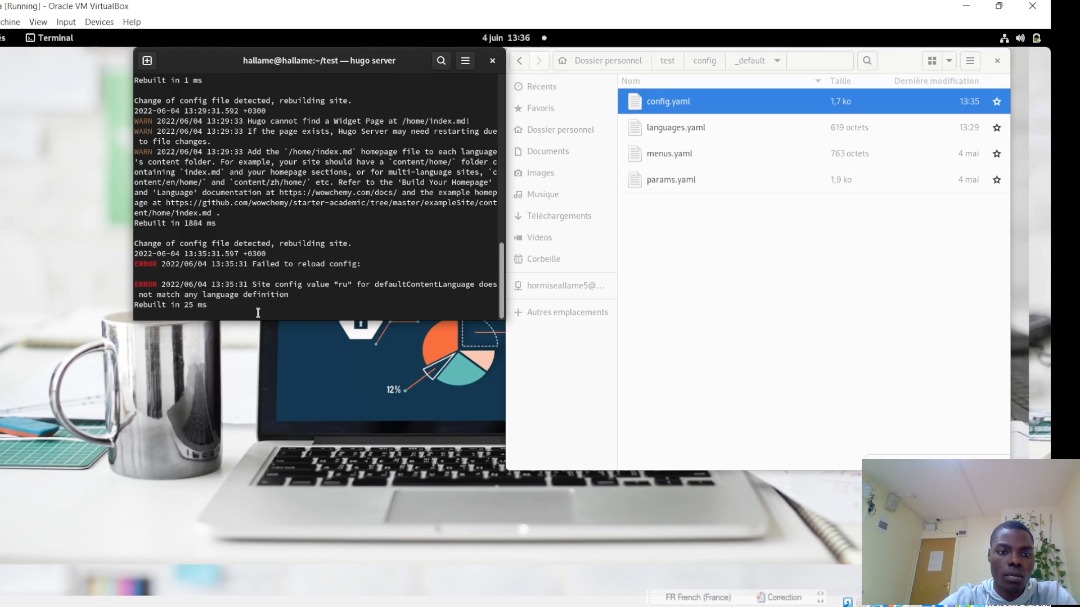 [Running] - Oracle VM VirtualBox
View Input Devices Help
Terminal
4 juin 13:36
hallame@hallame:~/test — hugo server
Rebuilt in 1 ms
Change of config file detected, rebuilding site.
2022-06-04 13:29:31.592 +0300
WARN 2022/06/04 13:29:33 Hugo cannot find a Widget Page at /home/index.md!
WARN 2022/06/04 13:29:33 If the page exists, Hugo Server may need restarting due
to file changes.
WARN 2022/06/04 13:29:33 Add the `/home/index.md` homepage file to each language
's content folder. For example, your site should have a `content/home/` folder c
ontaining `index.md` and your homepage sections, or for multi-language sites, `c
ontent/en/home/` and `content/zh/home/` etc. Refer to the 'Build Your Homepage'
and 'Language' documentation at https://wowchemy.com/docs/ and the example homep
age at https://github.com/wowchemy/starter-academic/tree/master/exampleSite/cont
ent/home/index.md .
Rebuilt in 1884 ms
Change of config file detected, rebuilding site.
2022-06-04 13:35:31.597 +0300
ERROR 2022/06/04 13:35:31 Failed to reload config:
ERROR 2022/06/04 13:35:31 Site config value "ru" for defaultContentLanguage does
not match any language definition
Rebuilt in 25 ms
Dossier personnel test config _default
Récents
Favoris
Dossier personnel
Documents
Images
Musique
Téléchargements
Vidéos
Corbeille
hormiseallame5@...
Autres emplacements
Nom Taille Dernière modification
config.yaml 1,7 ko 13:35
languages.yaml 619 octets 13:29
menus.yaml 763 octets 4 mai
params.yaml 1,9 ko 4 mai
12%
FR French (France) Correction